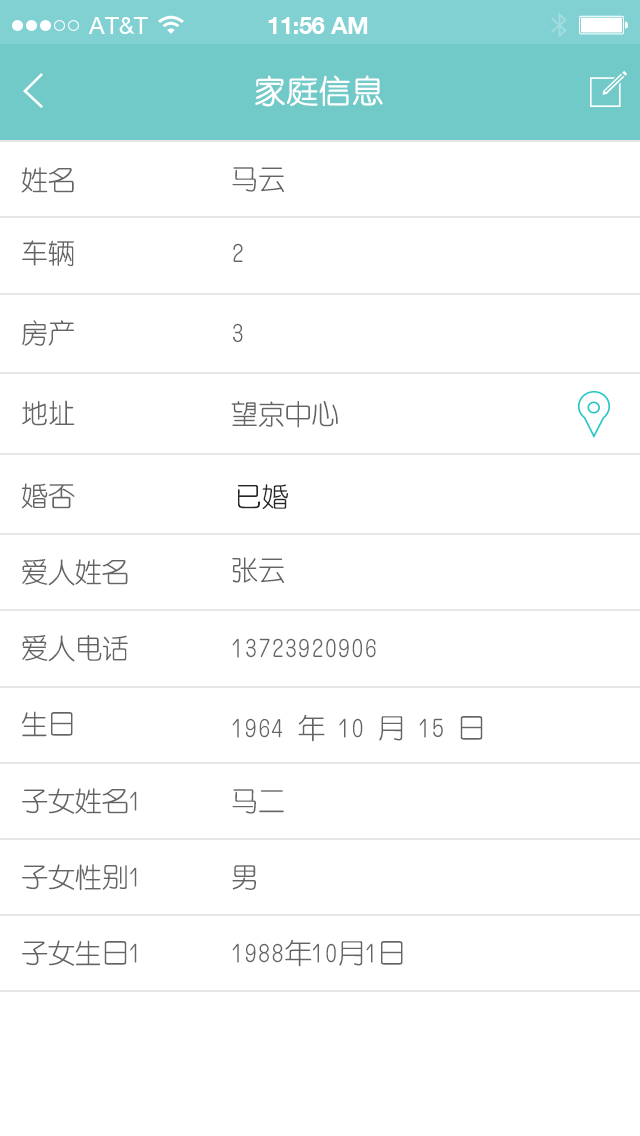 AT&T 11:56 AM
家庭信息
姓名 马云
车辆 2
房产 3
地址 望京中心
婚否 已婚
爱人姓名 张云
爱人电话 13723920906
生日 1964 年 10 月 15 日
子女姓名1 马二
子女性别1 男
子女生日1 1988年10月1日